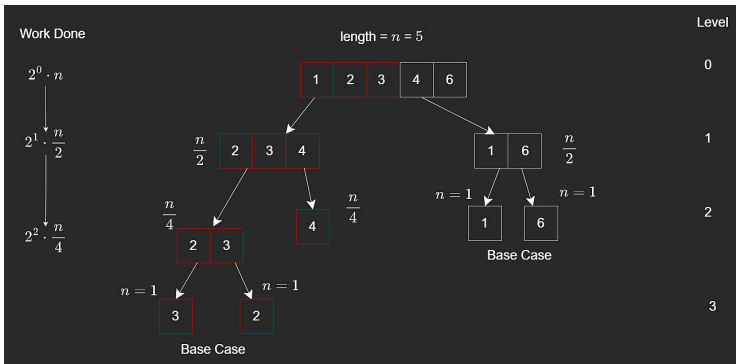 Work Done
length = n = 5
Level
2^0 · n
1 2 3 4 6
0
2^1 · n/2
n/2
2 3 4
1 6
n/2
1
n/4
4
n/4
n = 1
n = 1
1
6
2
2^2 · n/4
2 3
Base Case
n = 1
n = 1
3
2
3
Base Case